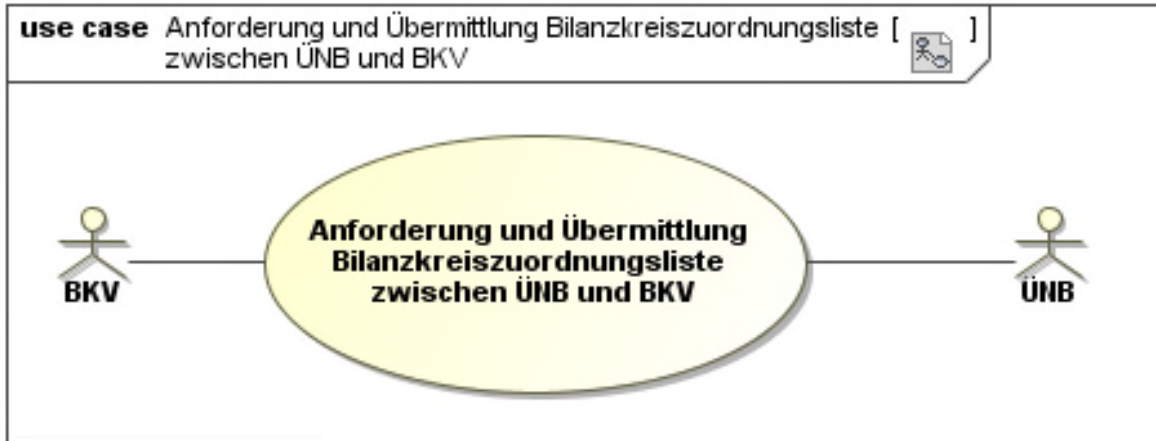 use case Anforderung und Übermittlung Bilanzkreiszuordnungsliste [ ]
zwischen ÜNB und BKV
Anforderung und Übermittlung
Bilanzkreiszuordnungsliste
zwischen ÜNB und BKV
BKV
ÜNB